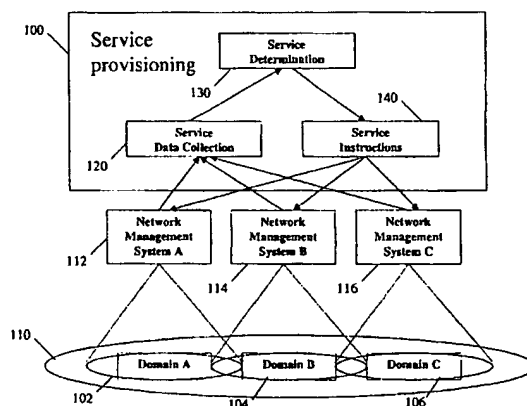 100
Service
provisioning
Service
Determination
130
140
Service
Data Collection
Service
Instructions
120
Network
Management
System A
Network
Management
System B
Network
Management
System C
112
114
116
110
Domain A
Domain B
Domain C
102
104
106